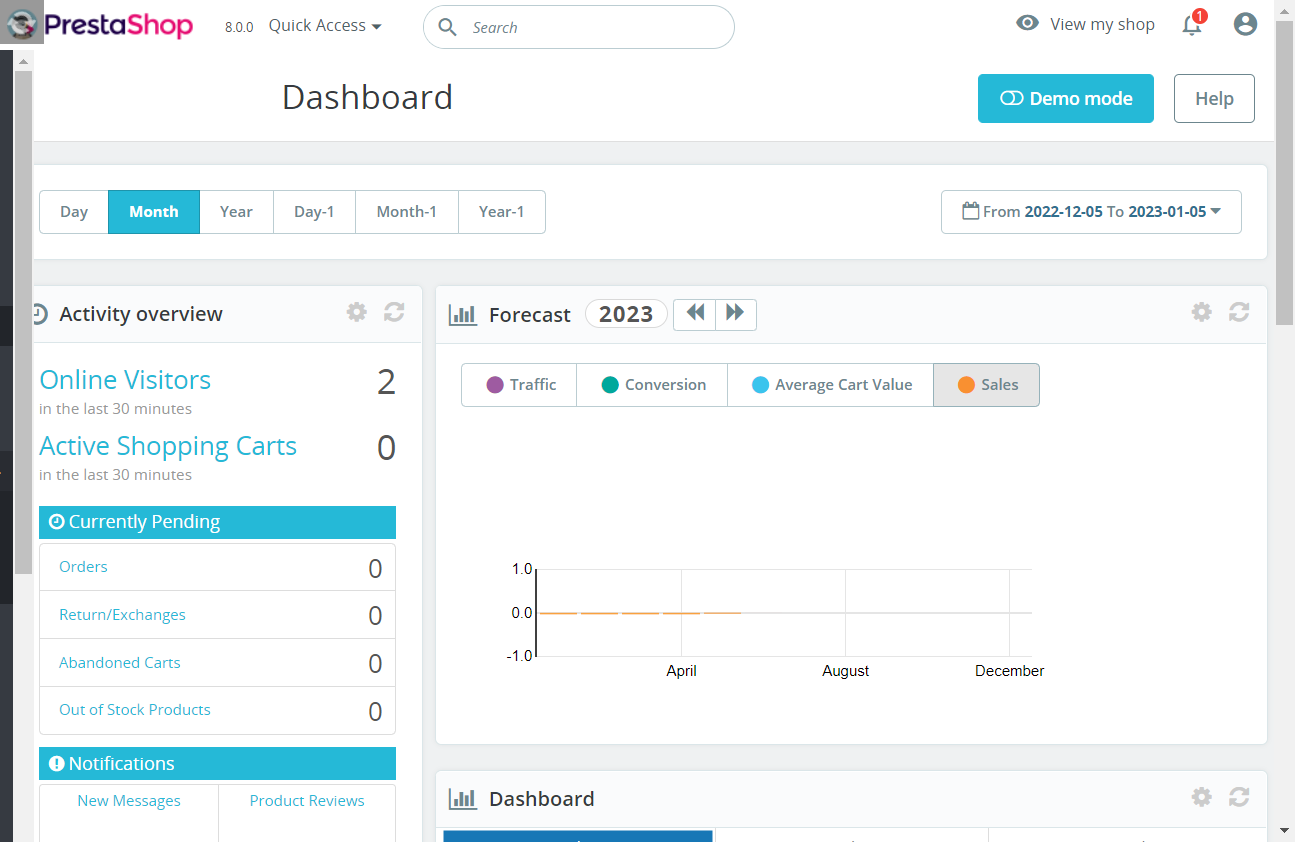 PrestaShop 8.0.0 Quick Access Search View my shop 1
Dashboard Demo mode Help
Day Month Year Day-1 Month-1 Year-1 From 2022-12-05 To 2023-01-05
Activity overview
Online Visitors 2
in the last 30 minutes
Active Shopping Carts 0
in the last 30 minutes
Currently Pending
Orders 0
Return/Exchanges 0
Abandoned Carts 0
Out of Stock Products 0
Notifications
New Messages Product Reviews
Forecast 2023
Traffic Conversion Average Cart Value Sales
1.0
0.0
-1.0
April August December
Dashboard